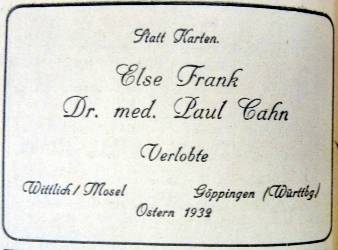 Statt Karten.
Else Frank
Dr. med. Paul Cahn
Verlobte
Wittlich/Mosel Göppingen (Württbg)
Ostern 1932